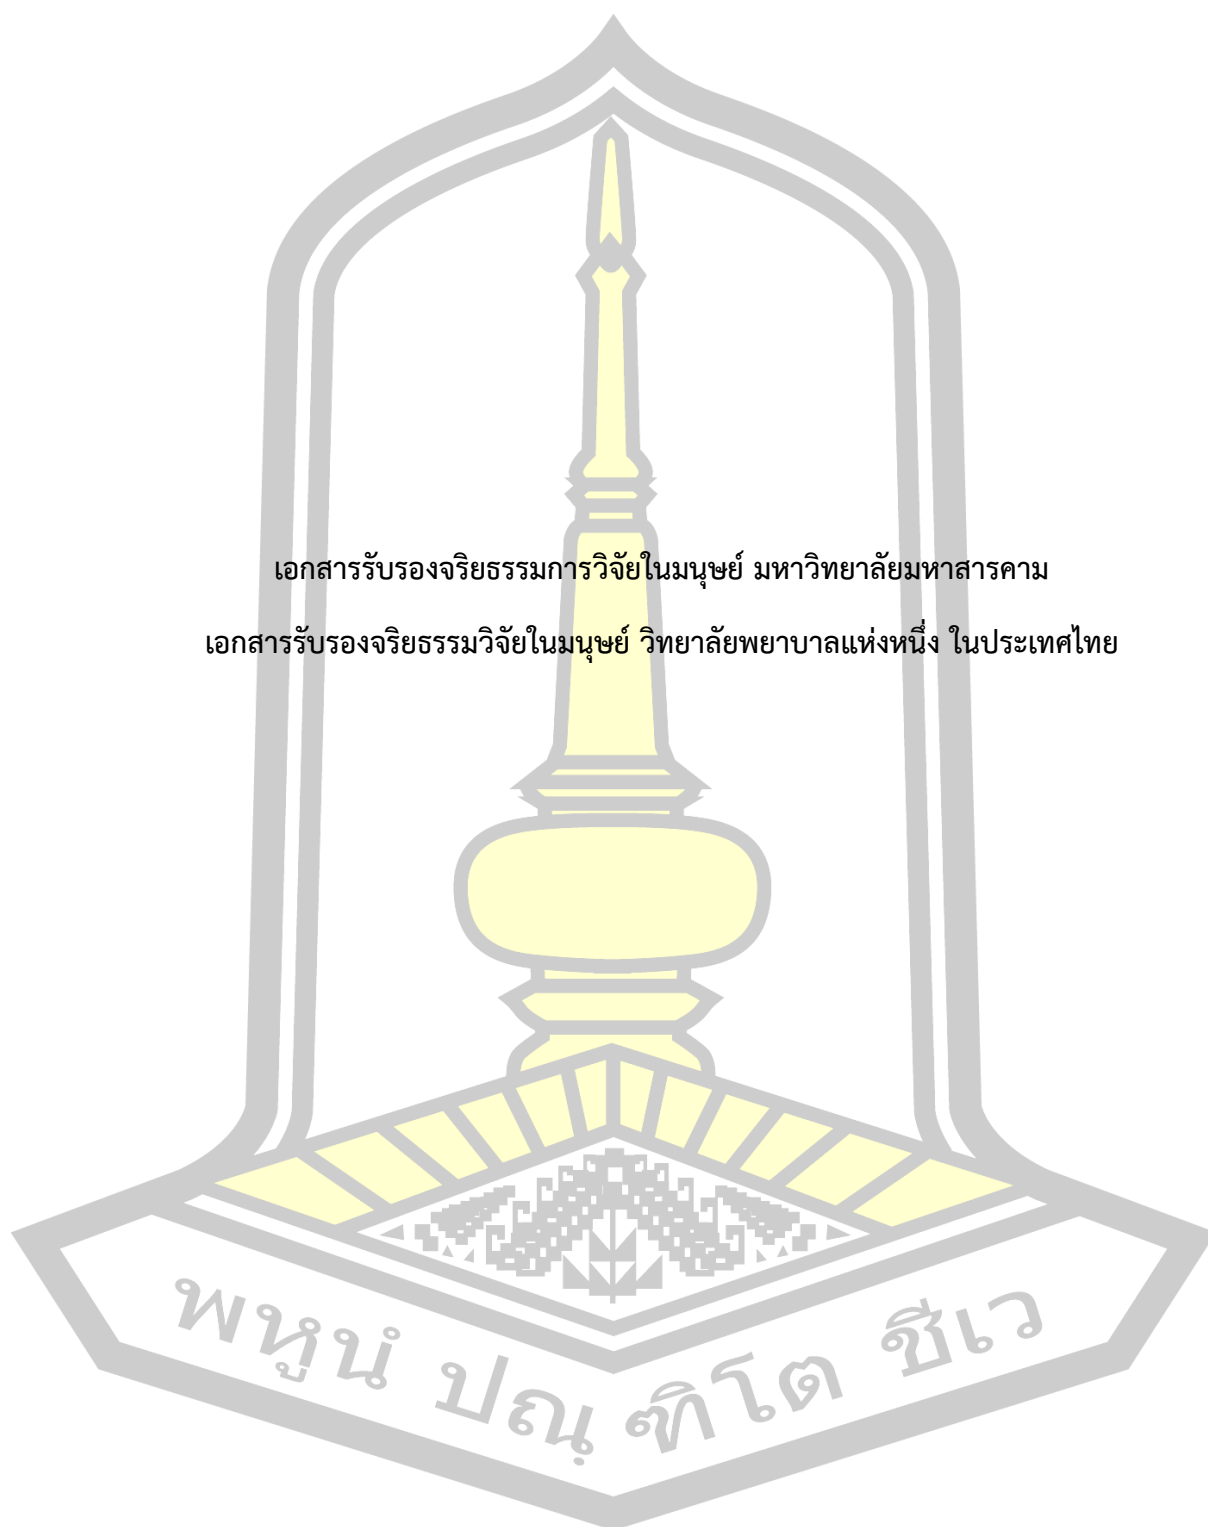 เอกสารรับรองจริยธรรมการวิจัยในมนุษย์ มหาวิทยาลัยมหาสารคาม
เอกสารรับรองจริยธรรมวิจัยในมนุษย์ วิทยาลัยพยาบาลแห่งหนึ่ง ในประเทศไทย
พหูนํ ปณฺฑิโต ชีเว